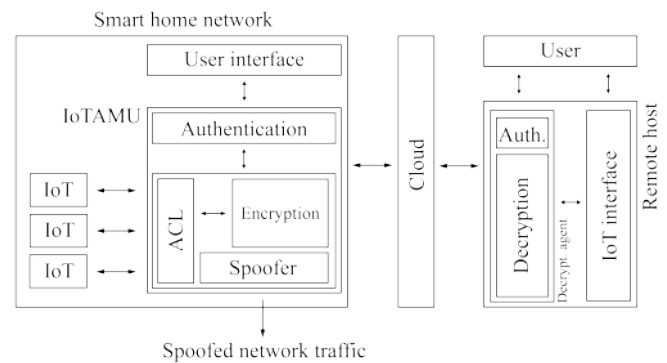 Smart home network
User interface
IoTAMU
Authentication
IoT
IoT
IoT
ACL
Encryption
Spoofer
Spoofed network traffic
Cloud
User
Auth.
Decryption
Decrypt. agent
IoT interface
Remote host